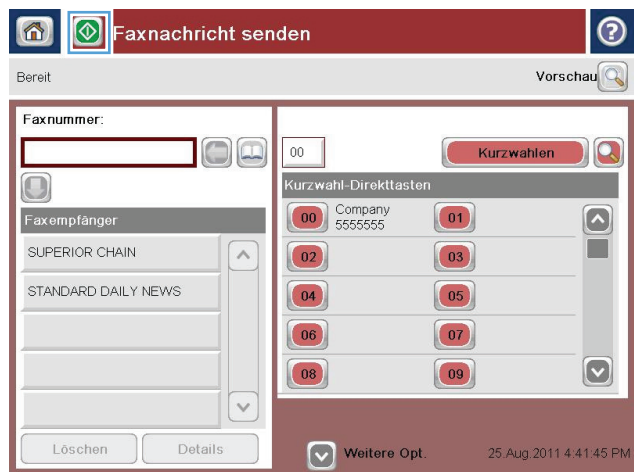 Faxnachricht senden
Bereit
Vorschau
Faxnummer:
00
Kurzwahlen
Kurzwahl-Direkttasten
00 Company 01
5555555
02 03
04 05
06 07
08 09
Faxempfänger
SUPERIOR CHAIN
STANDARD DAILY NEWS
Löschen Details
Weitere Opt.
25.Aug.2011 4:41:45 PM